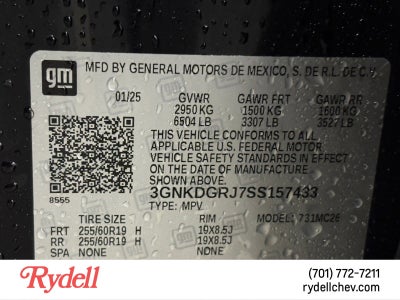 gm
MFD BY GENERAL MOTORS DE MEXICO, S. DE R.L. DE C.V.
01/25 GVWR GAWR FRT GAWR RR
2950 KG 1500 KG 1600 KG
6504 LB 3307 LB 3527 LB
THIS VEHICLE CONFORMS TO ALL
APPLICABLE U.S. FEDERAL MOTOR
VEHICLE SAFETY STANDARDS IN EFFECT
ON THE DATE OF MANUFACTURE SHOWN ABOVE.
8555 3GNKDGRJ7SS157433
TYPE: MPV MODEL: 731MC26
TIRE SIZE RIM
FRT 255/60R19 H 19X8.5J
RR 255/60R19 H 19X8.5J
SPA NONE NONE
Rydell
(701) 772-7211
rydellchev.com